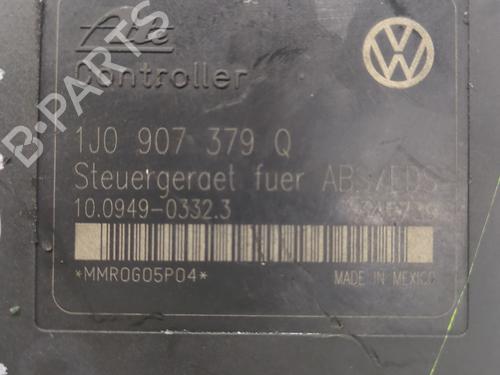 Ate
Controller
1J0 907 379 Q
Steuergeraet fuer ABS/EDS
10.0949-0332.3
*MMR0G05P04*
MADE IN MEXICO
B-PARTS